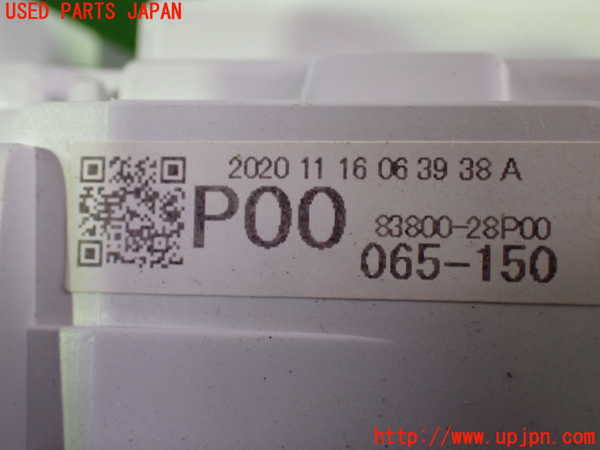 USED PARTS JAPAN
2020 11 16 06 39 38 A
P00
83800-28P00
065-150
http://www.upjpn.com/